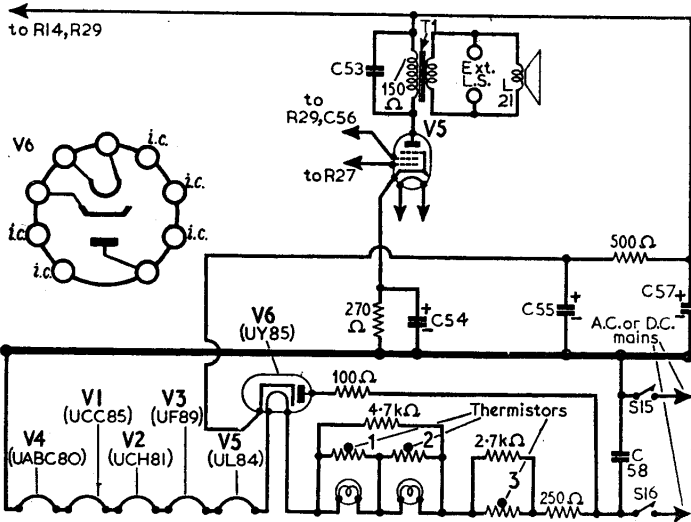 to R14, R29
T1
C53
150
Ω
Ext.
L.S.
L
21
to
R29, C56
V5
to R27
V6
i.c.
i.c.
i.c.
i.c.
i.c.
500Ω
270
Ω
+
-
C54
C55
+
-
C57
+
-
A.C. or D.C.
mains
V6
(UY85)
100Ω
4·7kΩ
Thermistors
1
2
2·7kΩ
3
250Ω
S15
C
58
S16
V1
(UCC85)
V3
(UF89)
V4
(UABC80)
V2
(UCH81)
V5
(UL84)